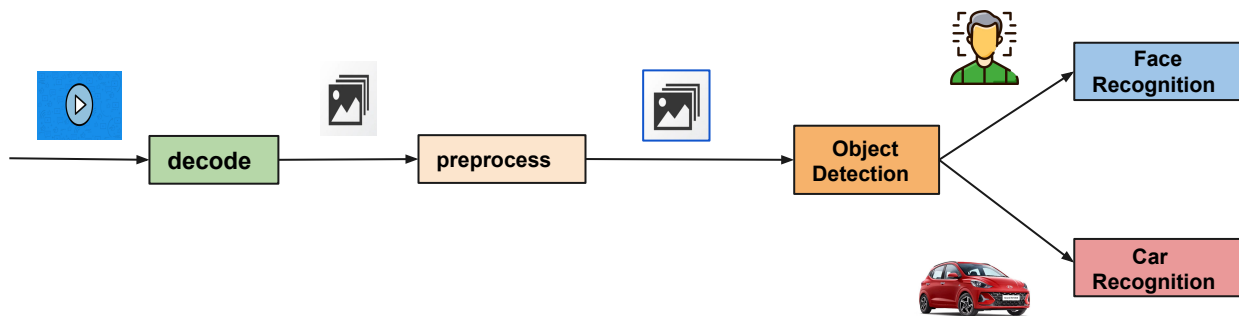 decode
preprocess
Object
Detection
Face
Recognition
Car
Recognition